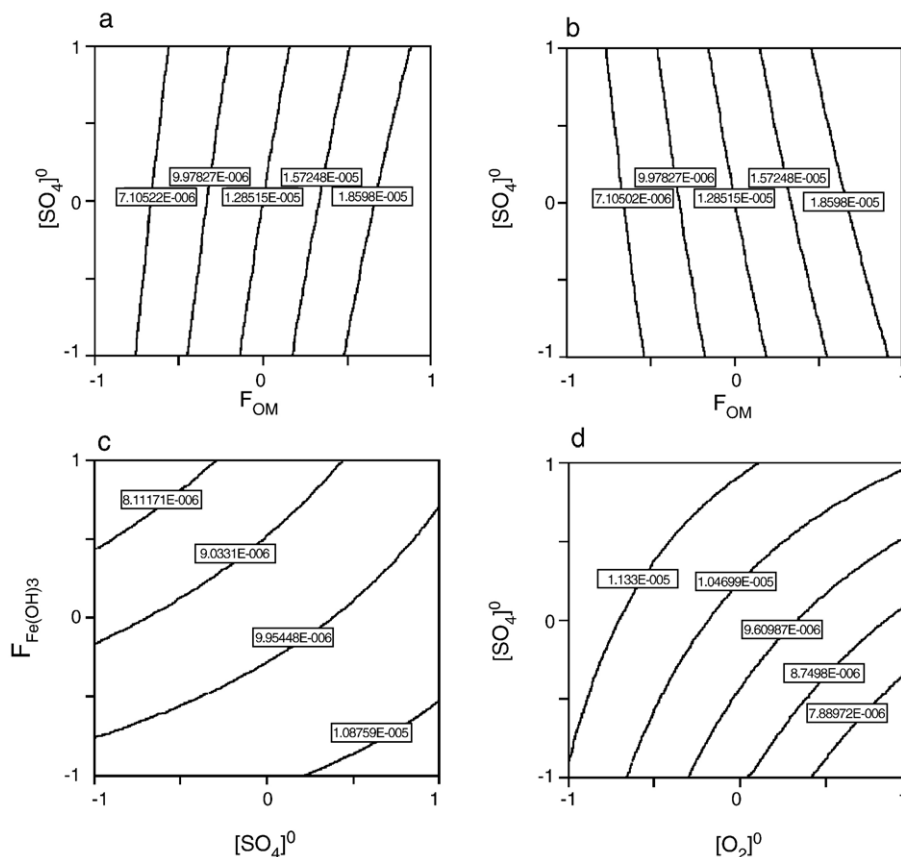 a
1
9.97827E-006
1.57248E-005
7.10522E-006
1.28515E-005
1.8598E-005
0
-1
[SO4]0
-1
0
1
FOM
b
1
9.97827E-006
1.57248E-005
7.10502E-006
1.28515E-005
1.8598E-005
0
-1
[SO4]0
-1
0
1
FOM
c
1
8.11171E-006
9.0331E-006
9.95448E-006
1.08759E-005
0
-1
FFe(OH)3
-1
0
1
[SO4]0
d
1
1.133E-005
1.04699E-005
9.60987E-006
8.7498E-006
7.88972E-006
0
-1
[SO4]0
-1
0
1
[O2]0